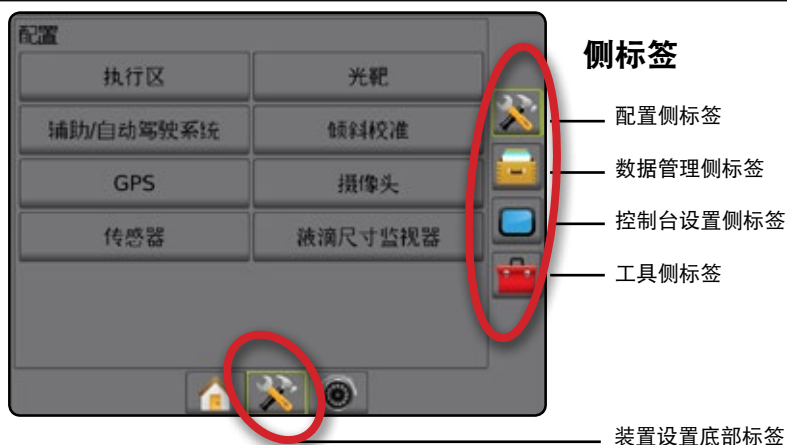 配置
执行区
光靶
辅助/自动驾驶系统
倾斜校准
GPS
摄像头
传感器
液滴尺寸监视器
侧标签
配置侧标签
数据管理侧标签
控制台设置侧标签
工具侧标签
装置设置底部标签